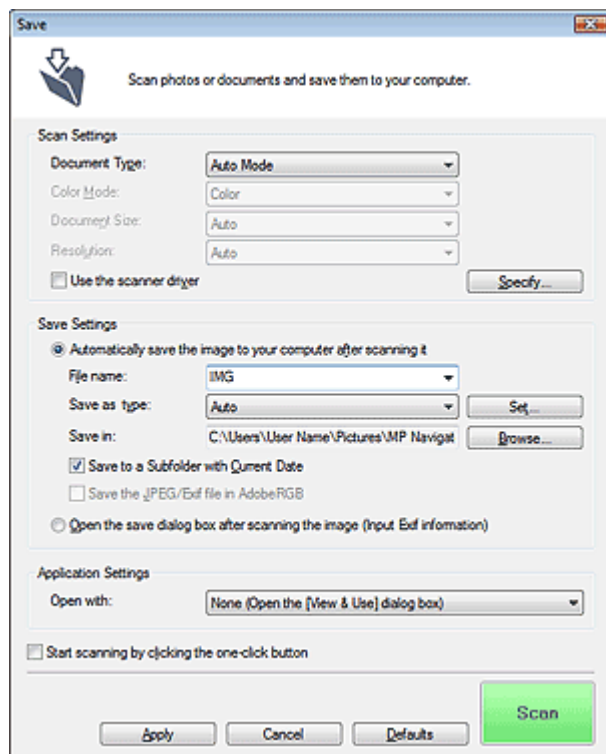 Save
Scan photos or documents and save them to your computer.
Scan Settings
Document Type: Auto Mode
Color Mode: Color
Document Size: Auto
Resolution: Auto
Use the scanner driver Specify...
Save Settings
Automatically save the image to your computer after scanning it
File name: IMG
Save as type: Auto Set...
Save in: C:\Users\User Name\Pictures\MP Navigat Browse...
Save to a Subfolder with Current Date
Save the JPEG/Exif file in AdobeRGB
Open the save dialog box after scanning the image (Input Exif information)
Application Settings
Open with: None (Open the [View & Use] dialog box)
Start scanning by clicking the one-click button
Scan
Apply Cancel Defaults